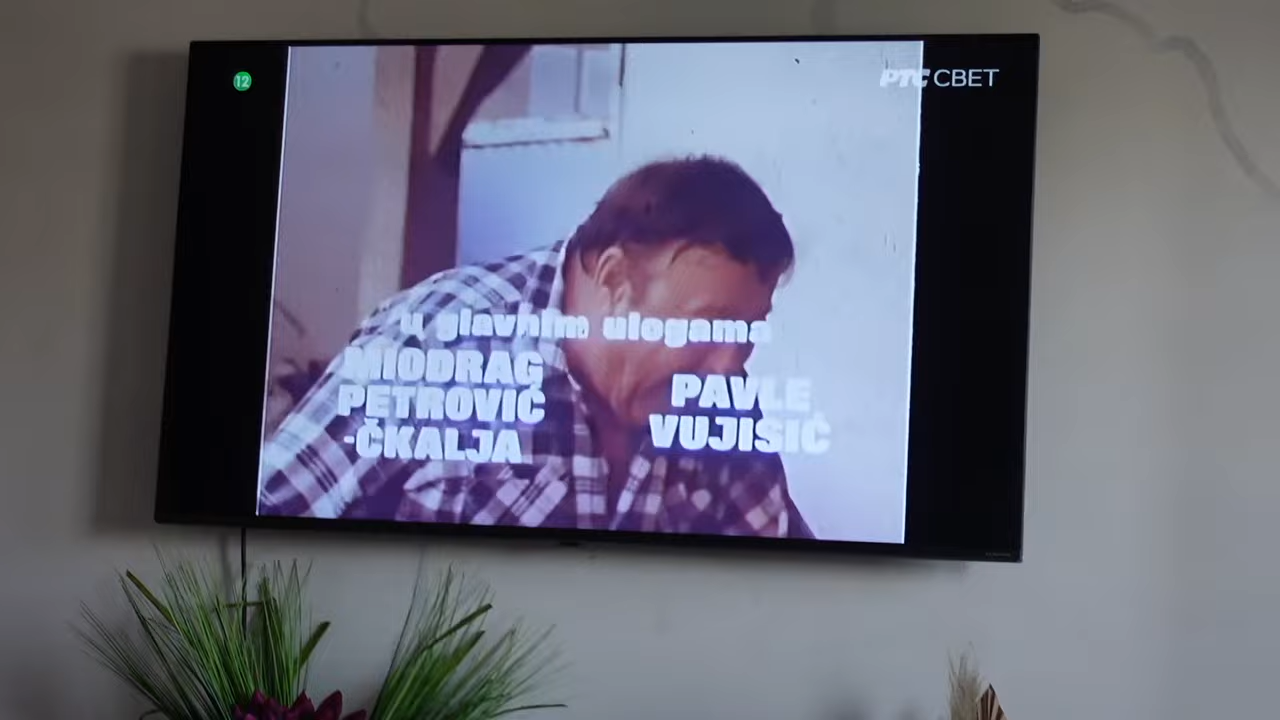 12
РТС СВЕТ
u glavnim ulogama
MIODRAG
PETROVIĆ
-ČKALJA
PAVLE
VUJISIĆ